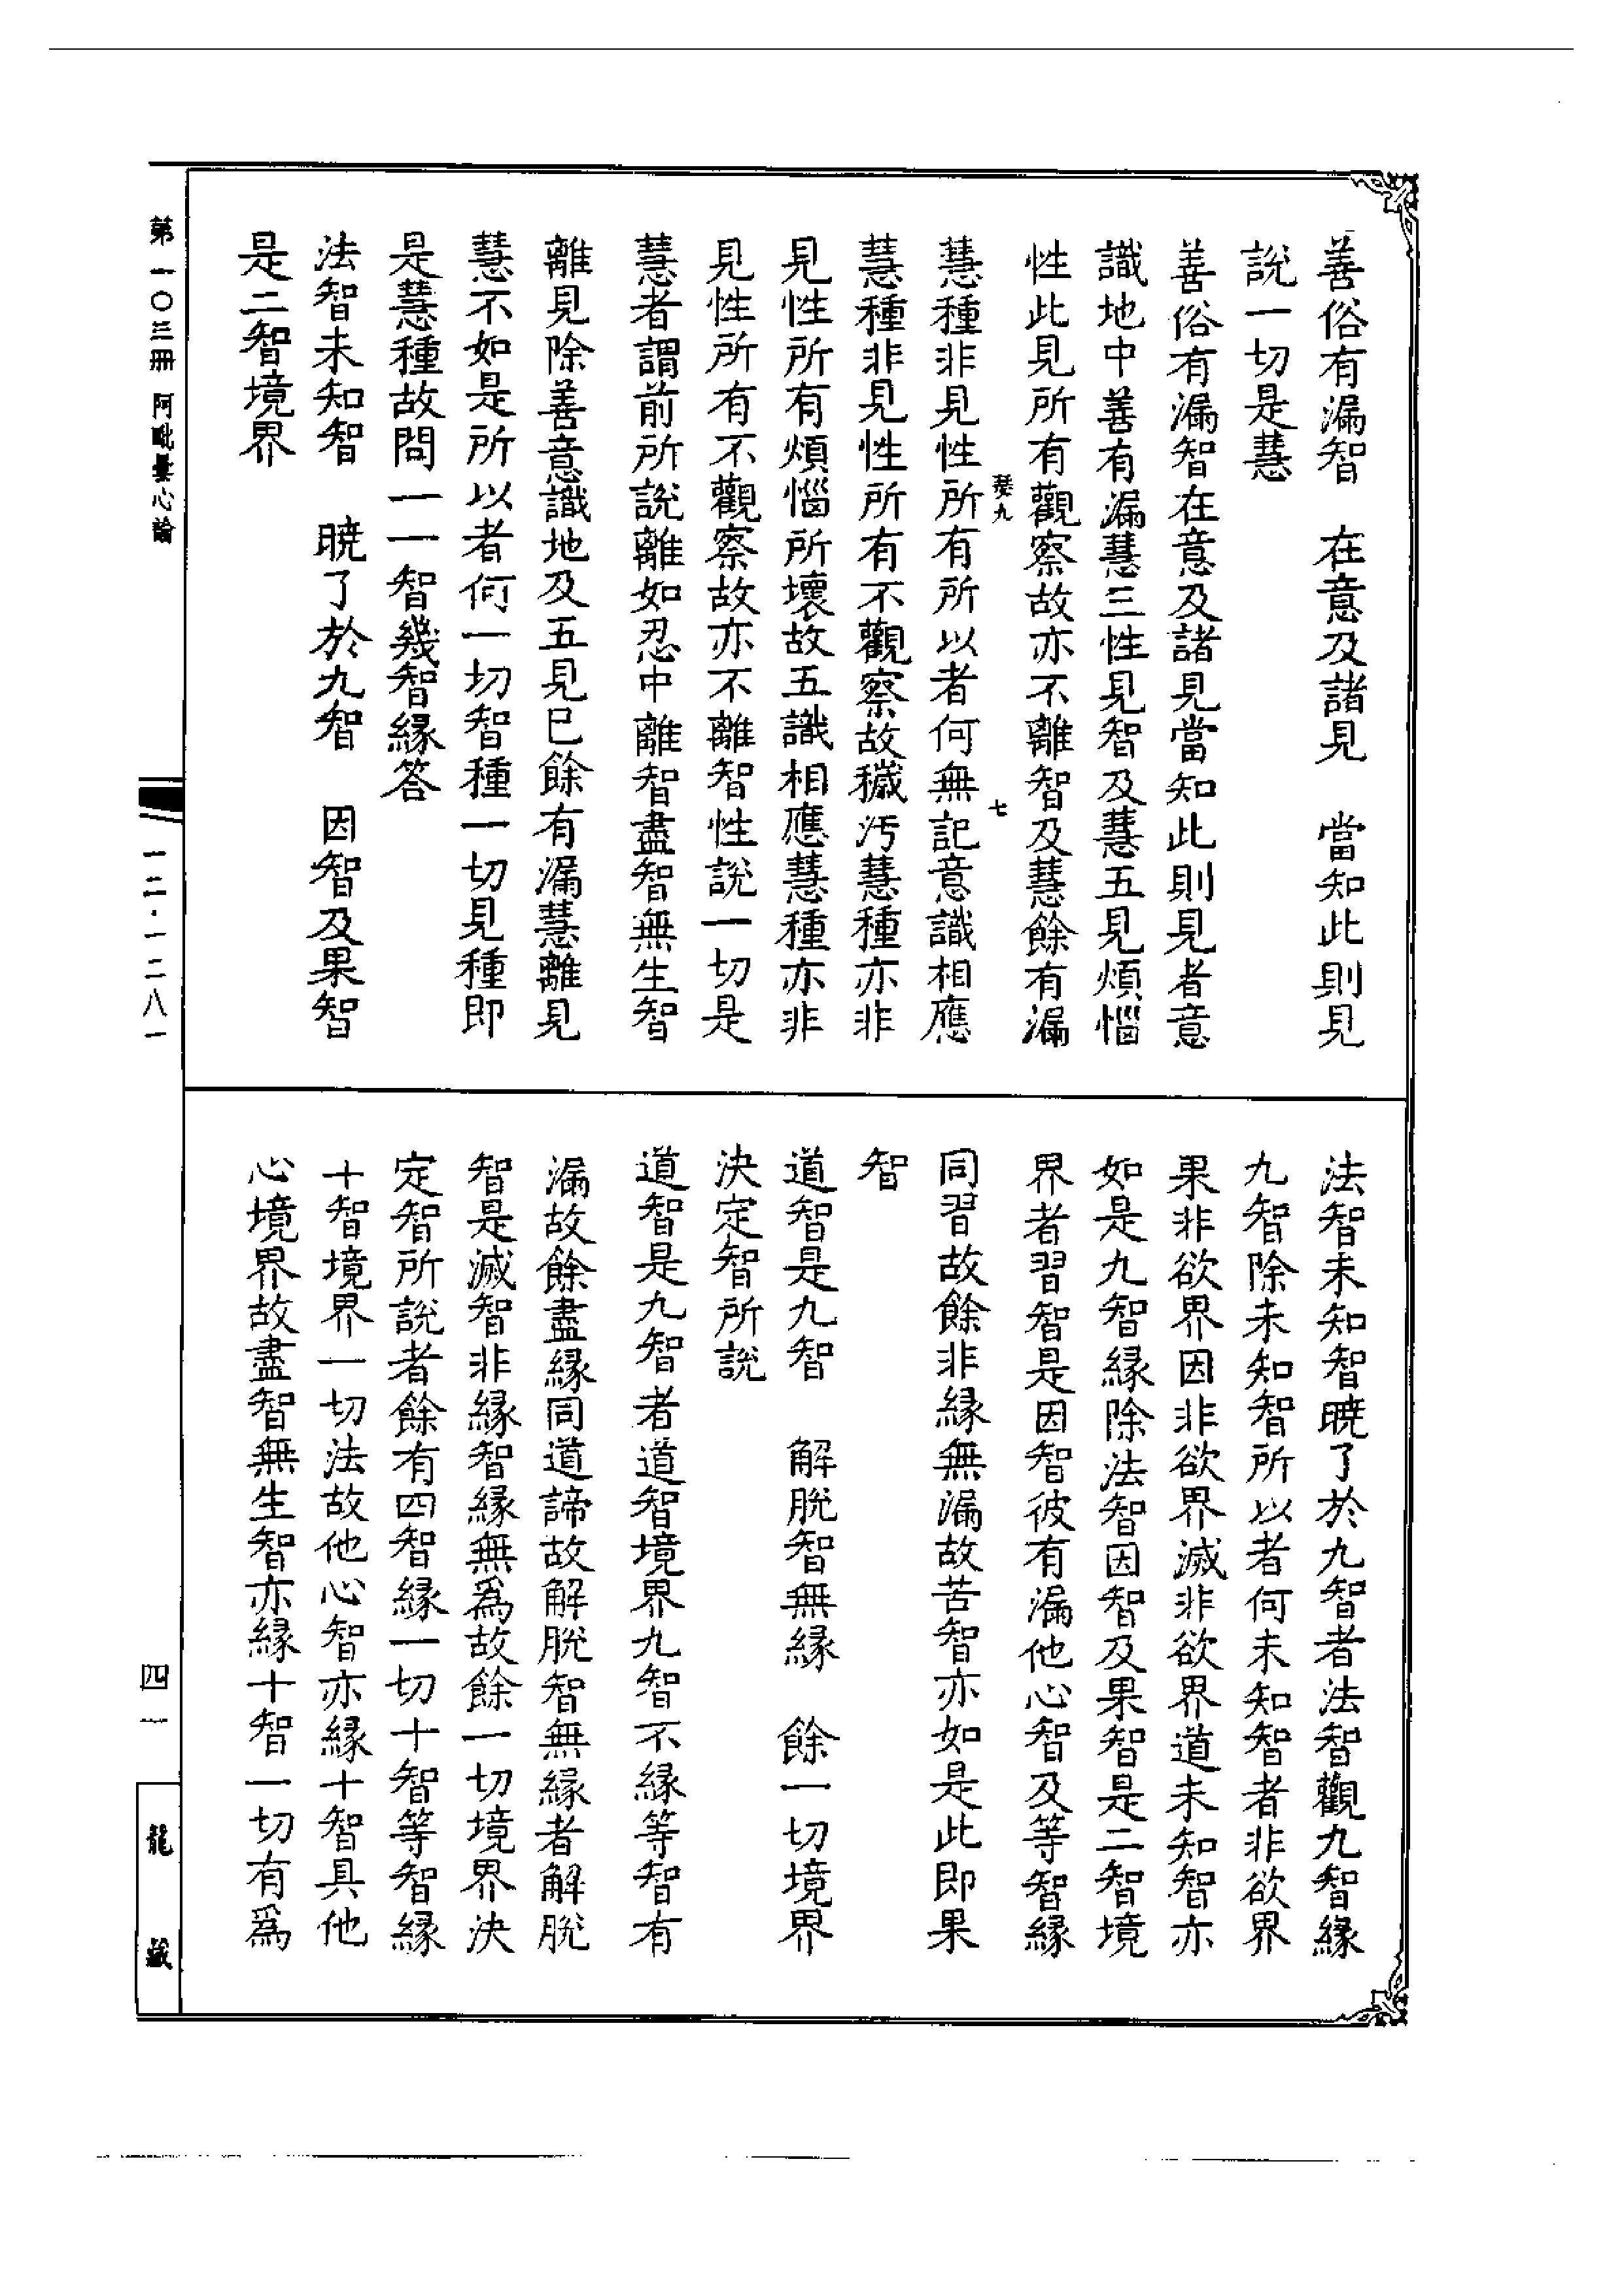 善俗有漏智　在意及諸見　當知此則見
說一切是慧
善俗有漏智在意及諸見當知此則見者意
識地中善有漏慧三性見智及慧五見煩惱
性此見所有觀察故亦不離智及慧餘有漏
慧種非見性所有所以者何無記意識相應
慧種非見性所有不觀察故穢汚慧種亦非
見性所有煩惱所壞故五識相應慧種亦非
見性所有不觀察故亦不離智性說一切是
慧者謂前所說離如忍中離智盡智無生智
離見除善意識地及五見已餘有漏慧離見
慧不如是所以者何一切智種一切見種即
是慧種故問一一智幾智緣答
法智未知智　曉了於九智　因智及果智
是二智境界
九
七
法智未知智曉了於九智者法智觀九智緣
九智除未知智所以者何未知智者非欲界
果非欲界因非欲界滅非欲界道未知智亦
如是九智緣除法智因智及果智是二智境
界者習智是因智彼有漏他心智及等智緣
同習故餘非緣無漏故苦智亦如是此即果
智
道智是九智　解脫智無緣　餘一切境界
決定智所說
道智是九智者道智境界九智不緣等智有
漏故餘盡緣同道諦故解脫智無緣者解脫
智是滅智非緣智緣無爲故餘一切境界決
定智所說者餘有四智緣一切十智等智緣
十智境界一切法故他心智亦緣十智具他
心境界故盡智無生智亦緣十智一切有爲
第一〇三冊　阿毗曇心論
一二·一二八一
四一
龍藏